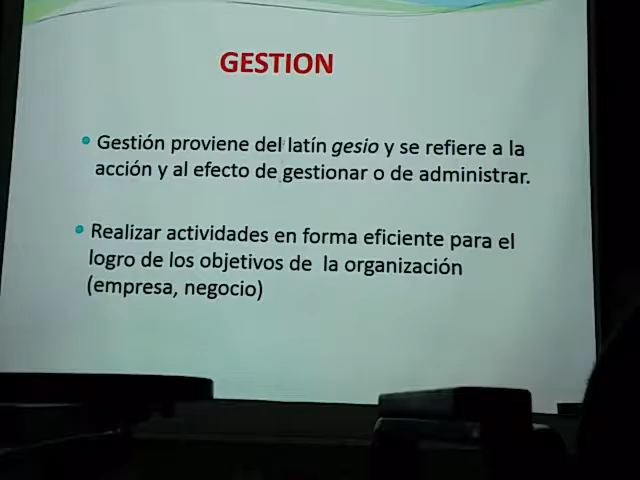 GESTION
Gestión proviene del latín gesio y se refiere a la
acción y al efecto de gestionar o de administrar.
Realizar actividades en forma eficiente para el
logro de los objetivos de la organización
(empresa, negocio)